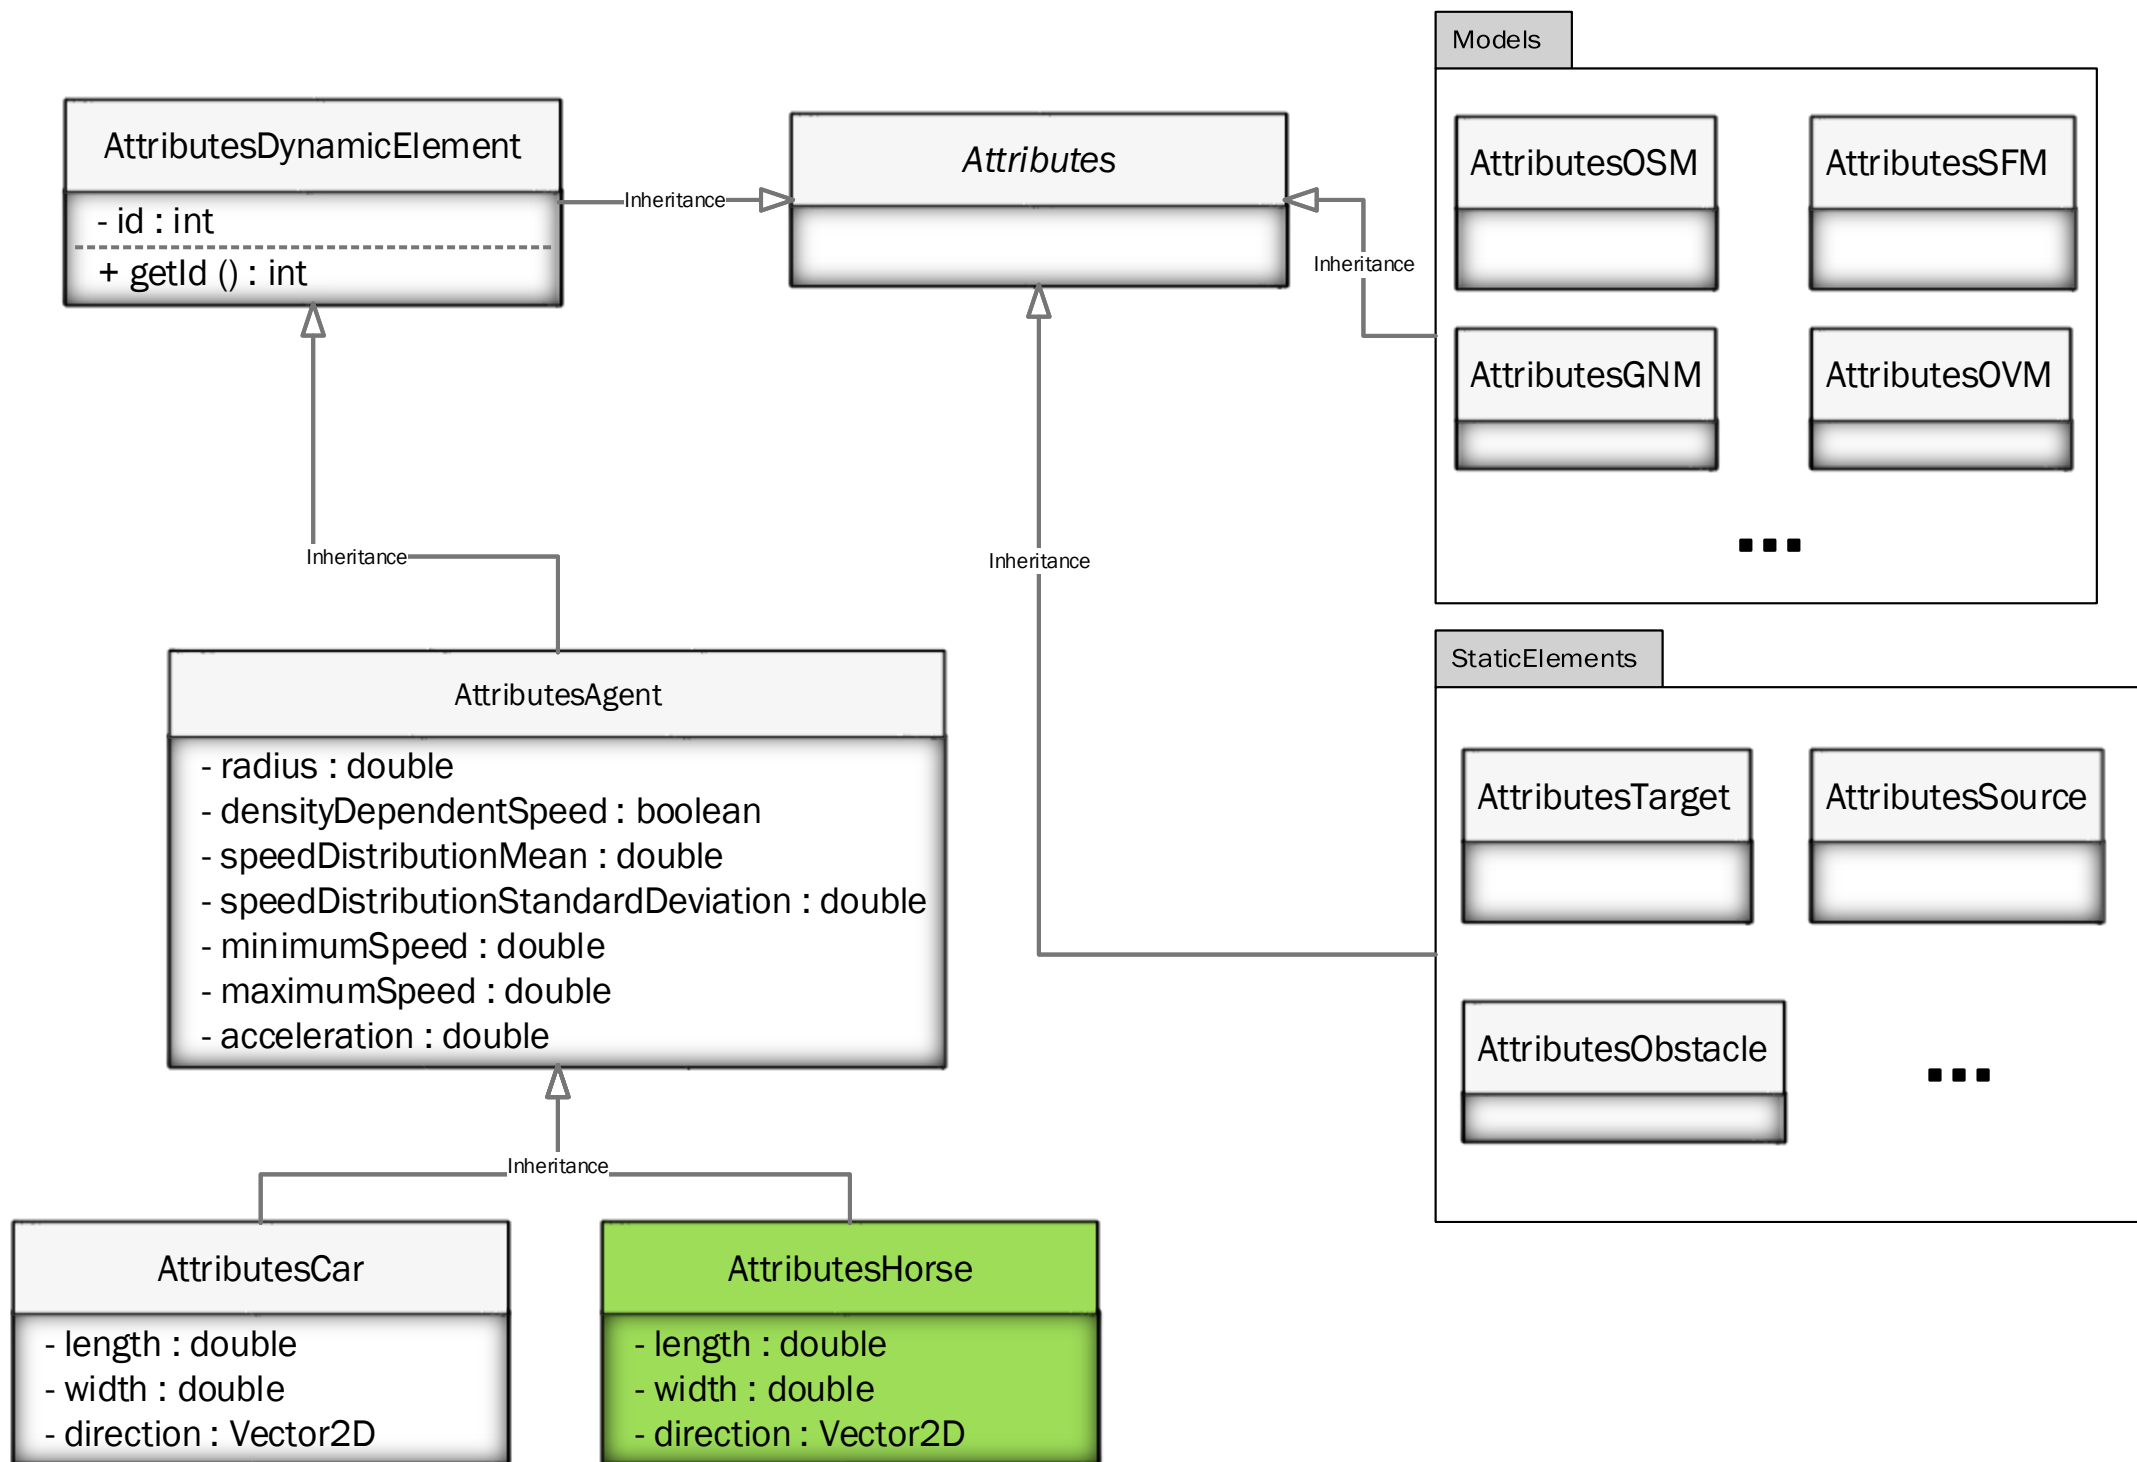 Models
AttributesDynamicElement
- id : int
+ getId () : int
Inheritance
Attributes
Inheritance
AttributesOSM
AttributesSFM
AttributesGNM
AttributesOVM
...
Inheritance
Inheritance
StaticElements
AttributesTarget
AttributesSource
AttributesObstacle
...
AttributesAgent
- radius : double
- densityDependentSpeed : boolean
- speedDistributionMean : double
- speedDistributionStandardDeviation : double
- minimumSpeed : double
- maximumSpeed : double
- acceleration : double
Inheritance
AttributesCar
- length : double
- width : double
- direction : Vector2D
AttributesHorse
- length : double
- width : double
- direction : Vector2D